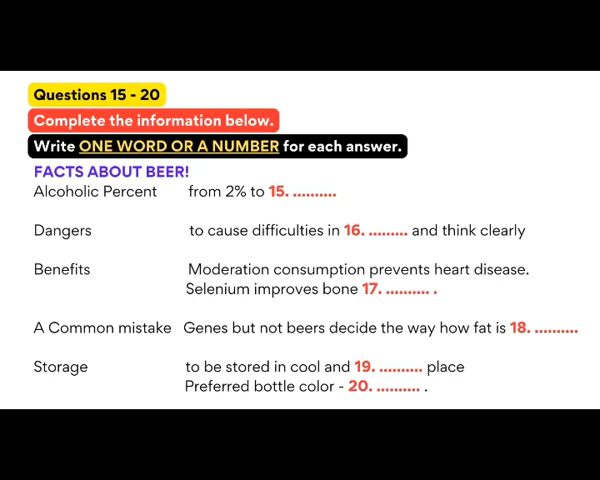 Questions 15 - 20
Complete the information below.
Write ONE WORD OR A NUMBER for each answer.
FACTS ABOUT BEER!
Alcoholic Percent from 2% to 15. ..........
Dangers to cause difficulties in 16. ......... and think clearly
Benefits Moderation consumption prevents heart disease.
Selenium improves bone 17. .......... .
A Common mistake Genes but not beers decide the way how fat is 18. ..........
Storage to be stored in cool and 19. .......... place
Preferred bottle color - 20. .......... .